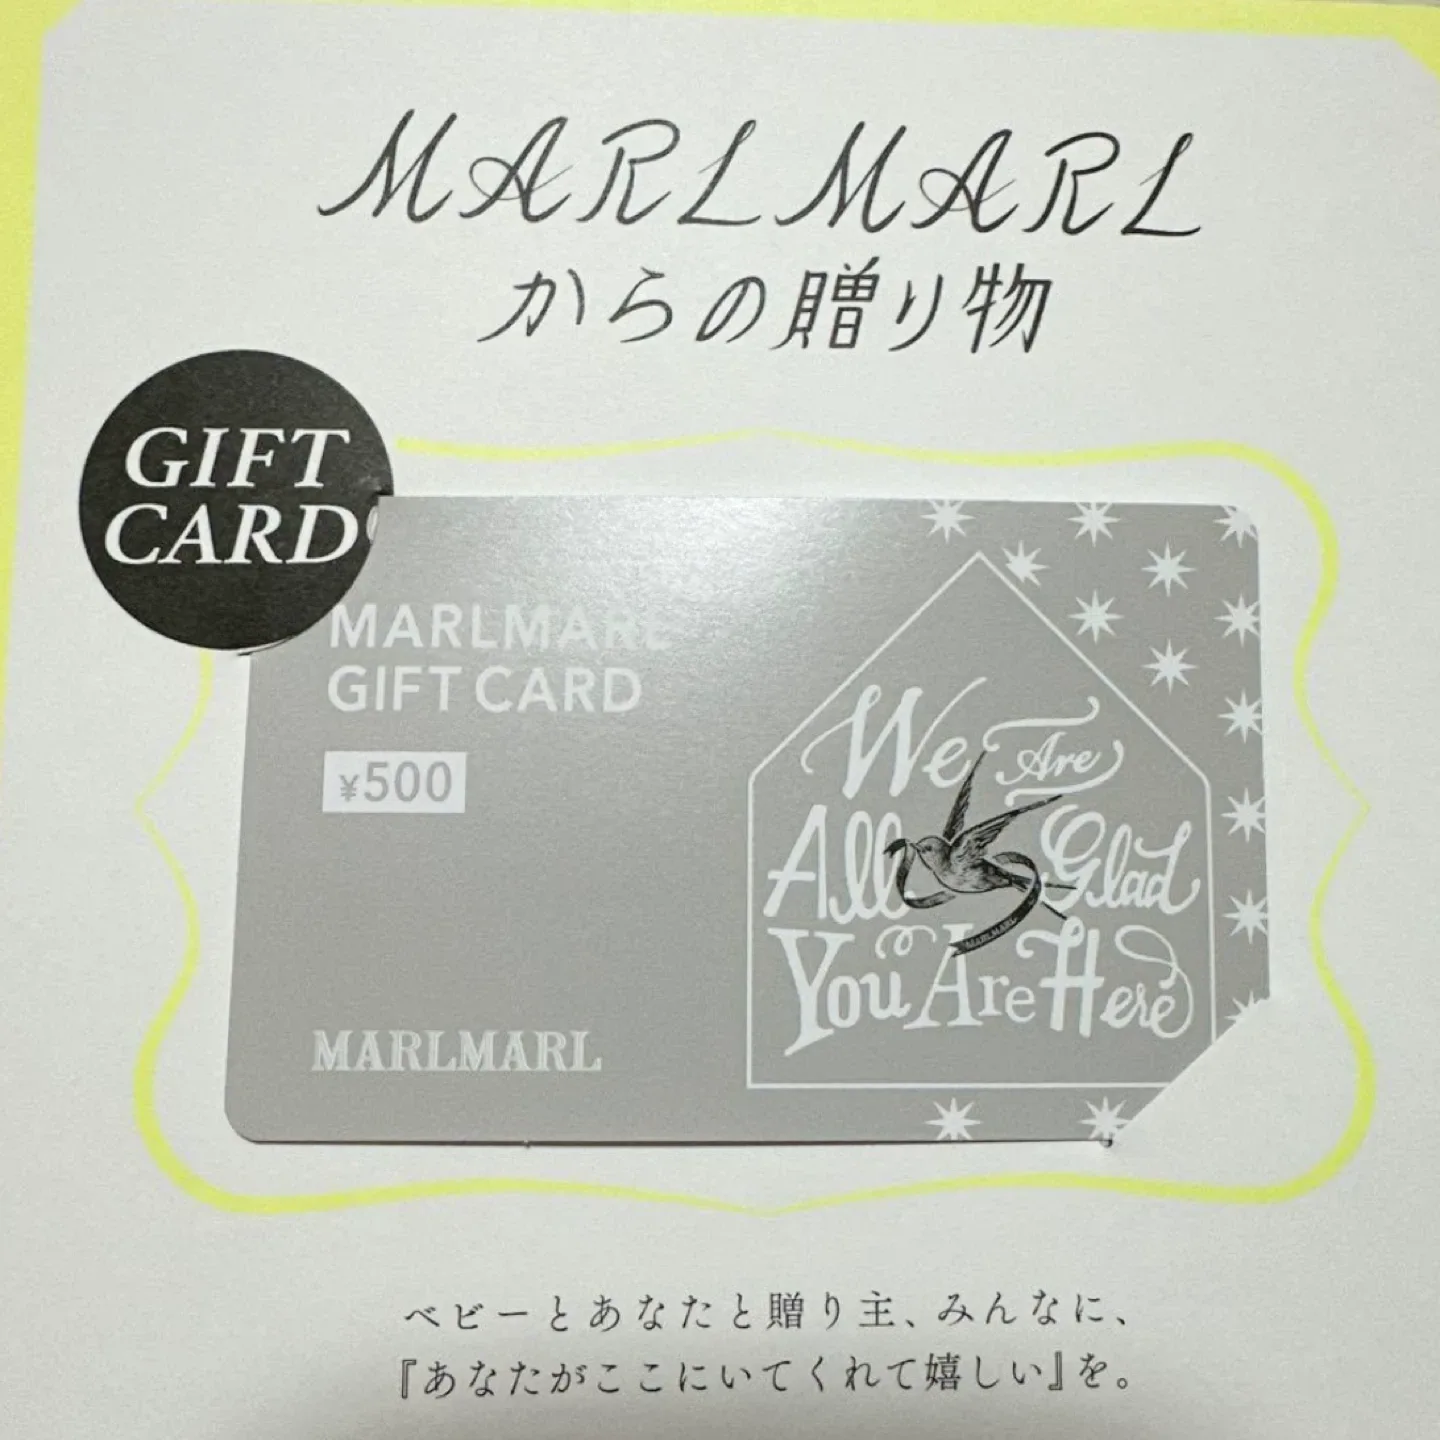 MARLMARL
からの贈り物
GIFT
CARD
MARLMARL
GIFT CARD
¥500
We Are
All Glad
You Are Here
MARLMARL
MARLMARL
ベビーとあなたと贈り主、みんなに、
『あなたがここにいてくれて嬉しい』を。